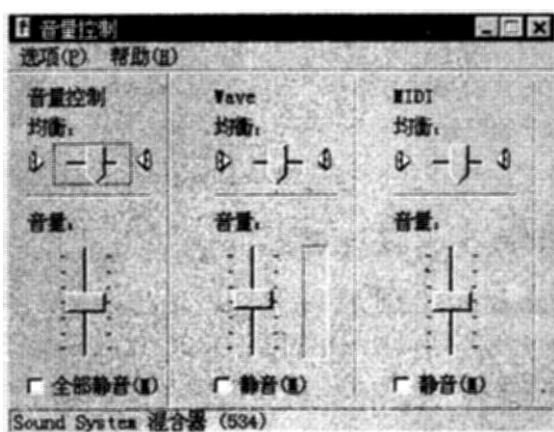 音量控制
选项(P) 帮助(H)
音量控制 Wave MIDI
均衡: 均衡: 均衡:
音量: 音量: 音量:
全部静音(M) 静音(M) 静音(M)
Sound System 混合器 (534)